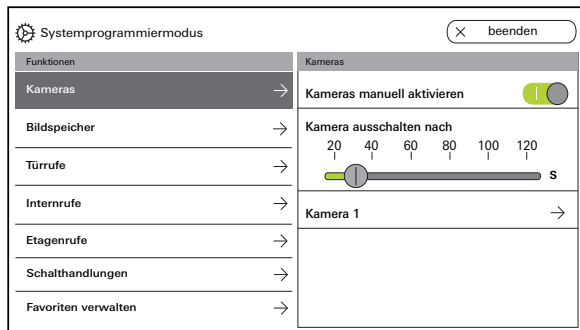 Systemprogrammiermodus
× beenden
Funktionen
Kameras
Bildspeicher
Türrufe
Internrufe
Etagenrufe
Schalthandlungen
Favoriten verwalten
Kameras
Kameras manuell aktivieren
Kamera ausschalten nach
20 40 60 80 100 120
s
Kamera 1